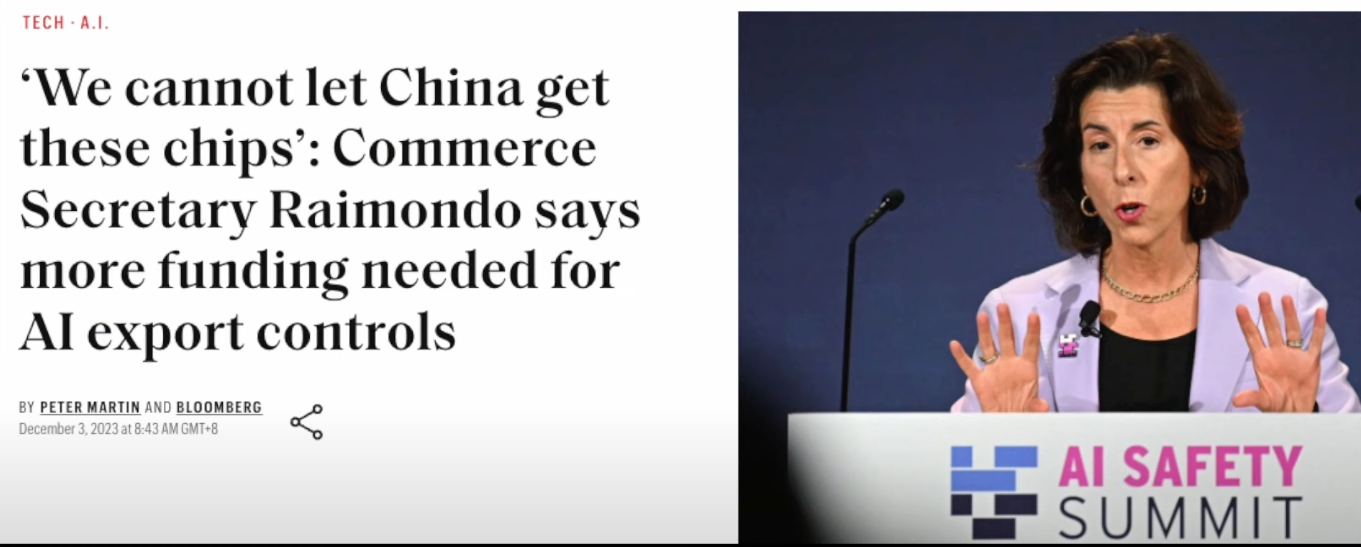 TECH · A.I.
‘We cannot let China get
these chips’: Commerce
Secretary Raimondo says
more funding needed for
AI export controls
BY PETER MARTIN AND BLOOMBERG
December 3, 2023 at 8:43 AM GMT+8
AI SAFETY
SUMMIT